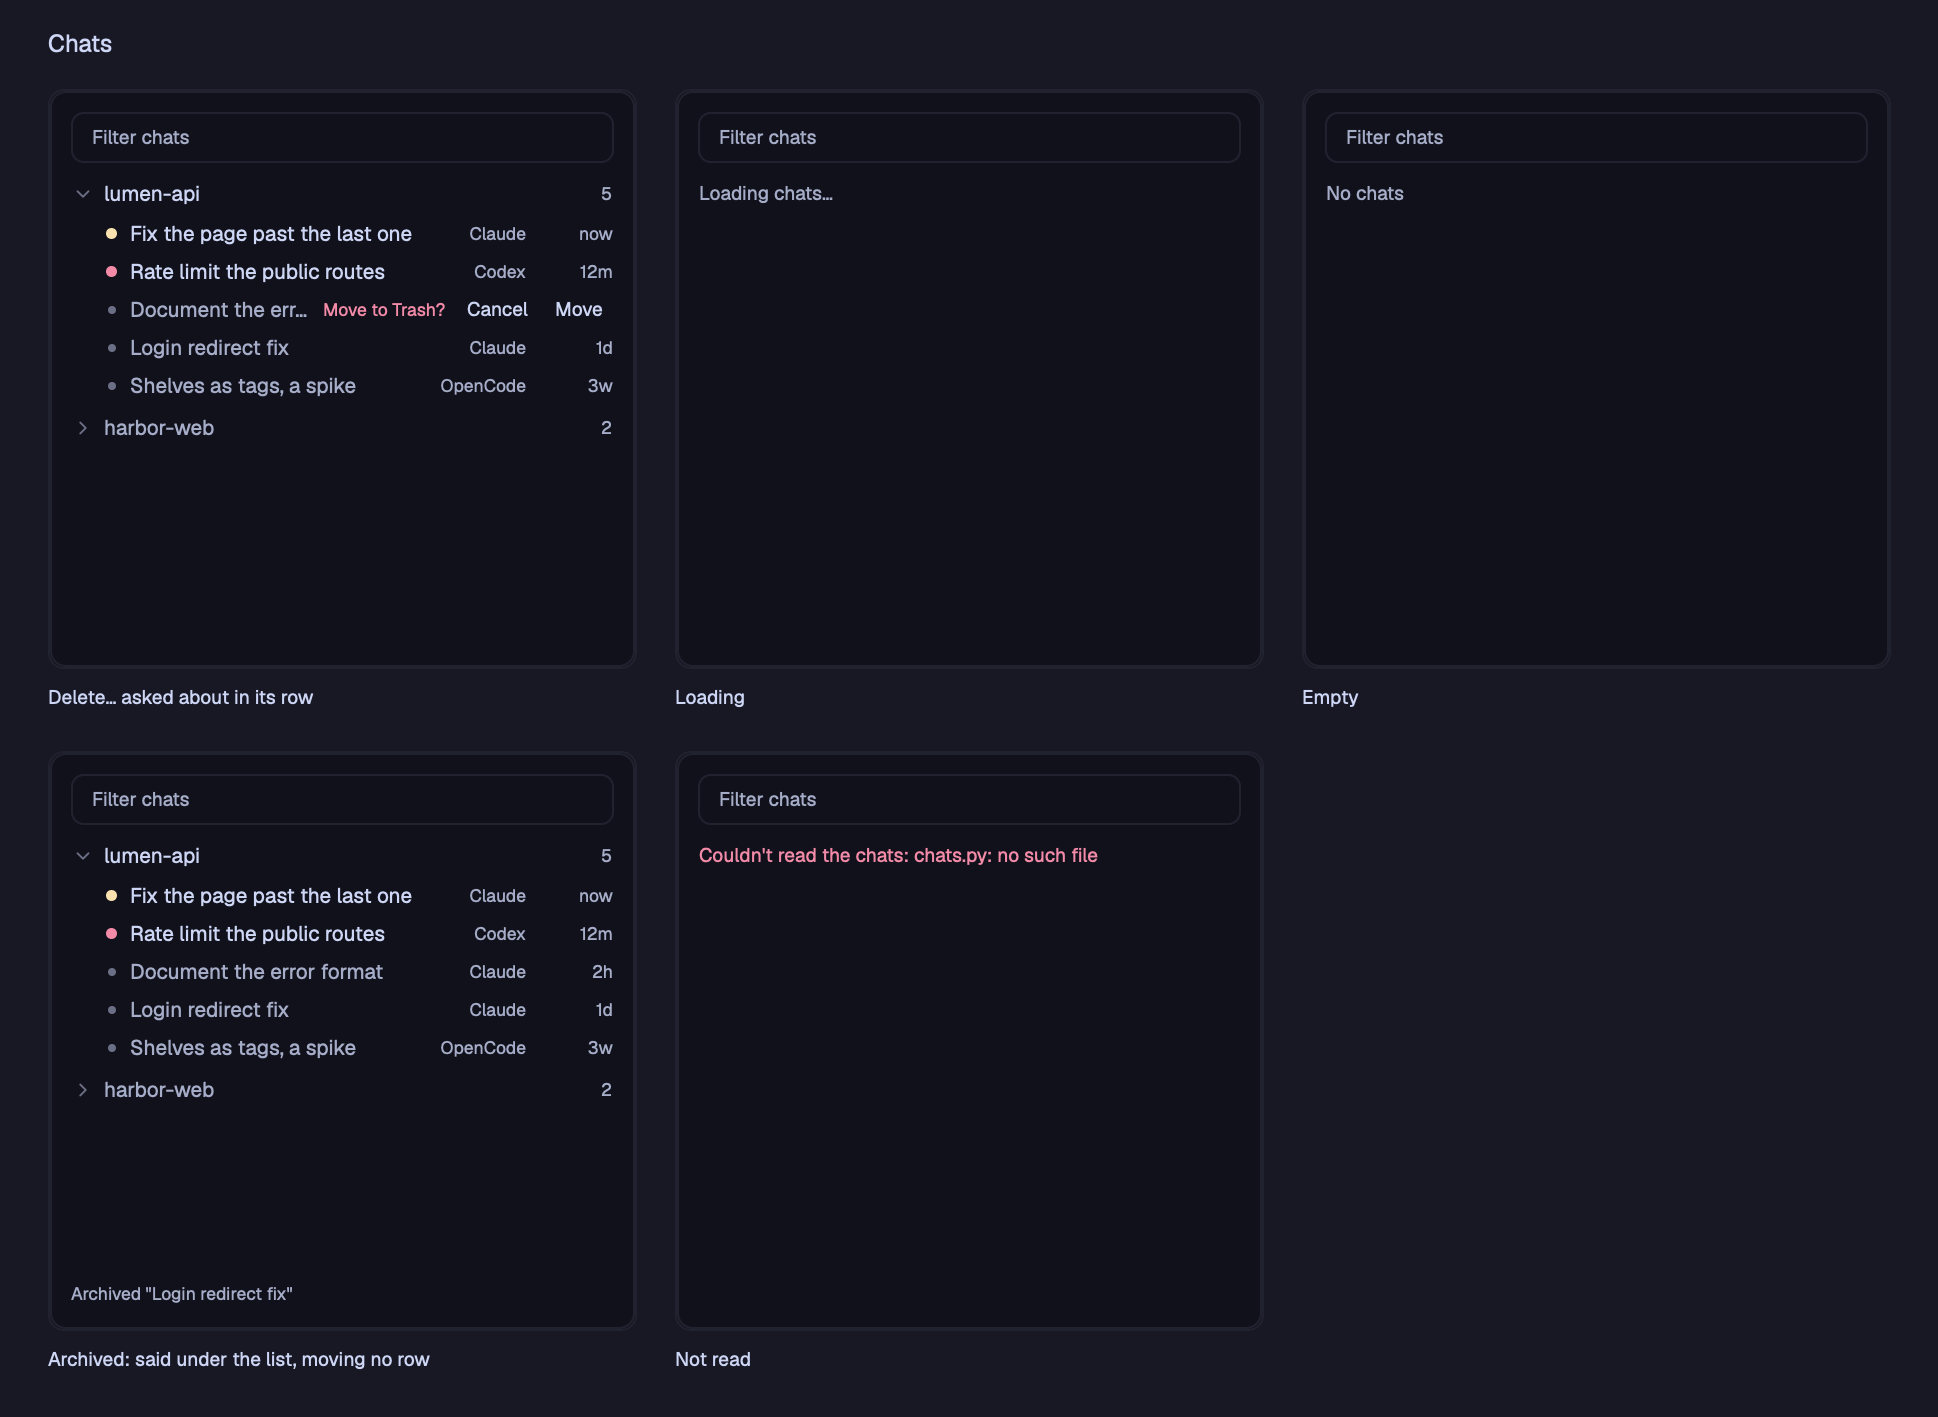 Chats
Filter chats
lumen-api 5
Fix the page past the last one Claude now
Rate limit the public routes Codex 12m
Document the err... Move to Trash? Cancel Move
Login redirect fix Claude 1d
Shelves as tags, a spike OpenCode 3w
harbor-web 2
Delete... asked about in its row
Filter chats
Loading chats...
Loading
Filter chats
No chats
Empty
Filter chats
lumen-api 5
Fix the page past the last one Claude now
Rate limit the public routes Codex 12m
Document the error format Claude 2h
Login redirect fix Claude 1d
Shelves as tags, a spike OpenCode 3w
harbor-web 2
Archived "Login redirect fix"
Archived: said under the list, moving no row
Filter chats
Couldn't read the chats: chats.py: no such file
Not read